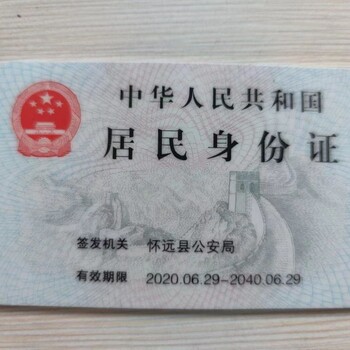 中华人民共和国
居民身份证
签发机关 怀远县公安局
有效期限 2020.06.29-2040.06.29